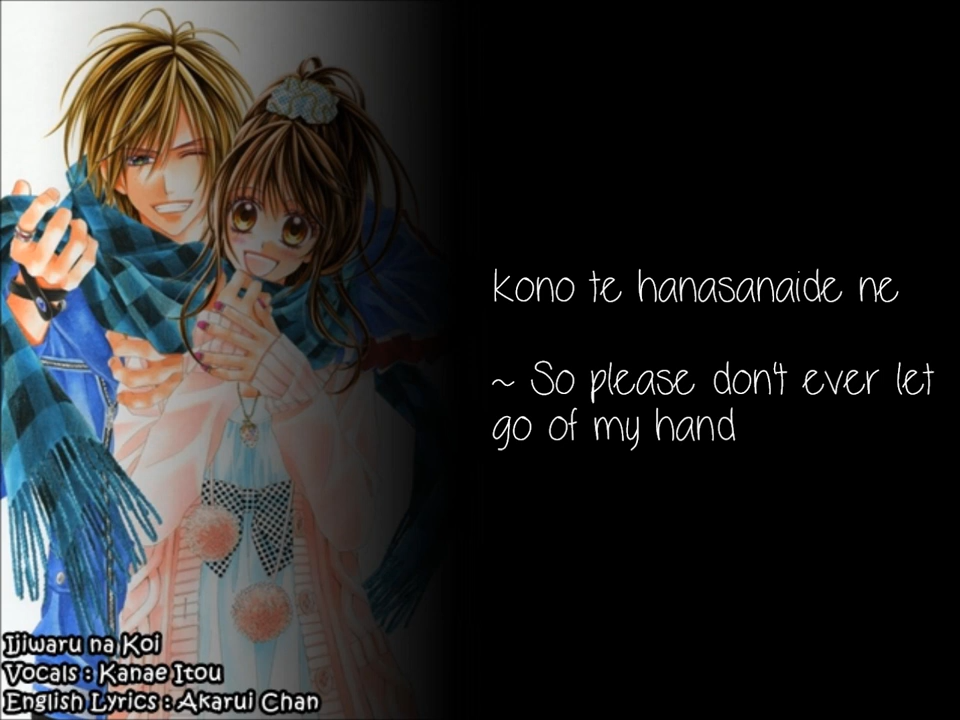 kono te hanasanaide ne
~ So please don't ever let
go of my hand
Ijiwaru na Koi
Vocals : Kanae Itou
English Lyrics : Akarui Chan